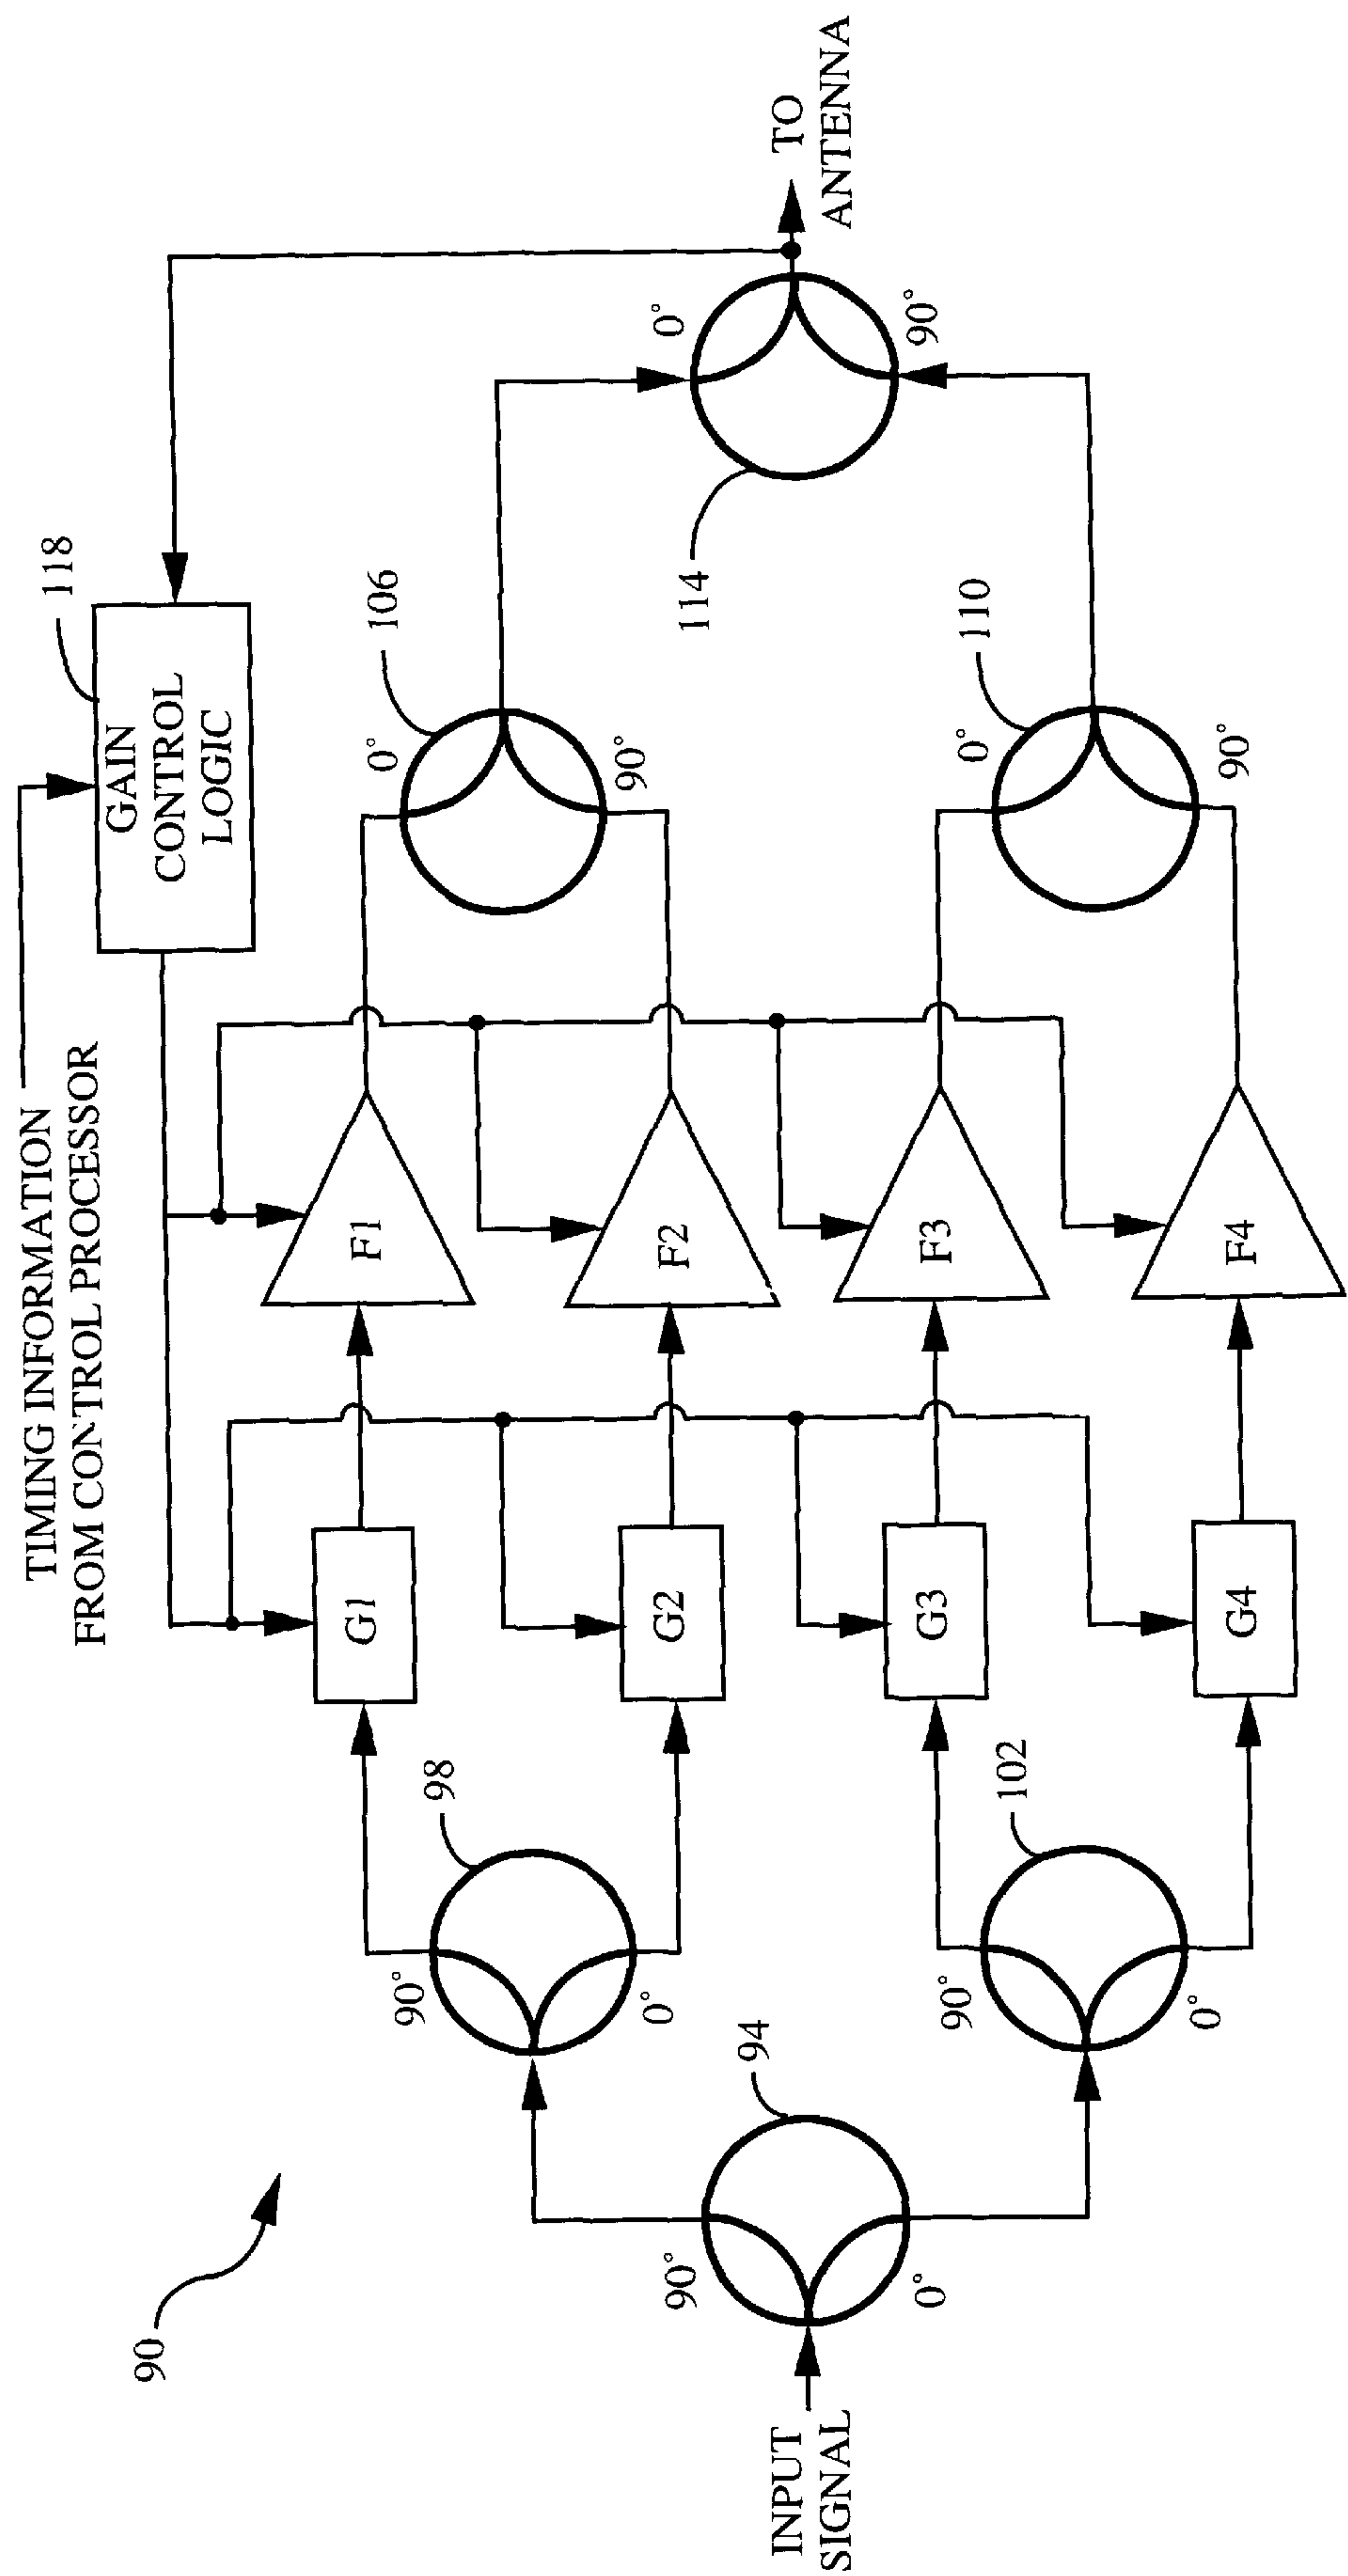 TIMING INFORMATION
FROM CONTROL PROCESSOR
GAIN
CONTROL
LOGIC
118
90
INPUT
SIGNAL
94
90°
0°
98
90°
0°
102
90°
0°
G1
G2
G3
G4
F1
F2
F3
F4
106
0°
90°
110
0°
90°
114
0°
90°
TO
ANTENNA